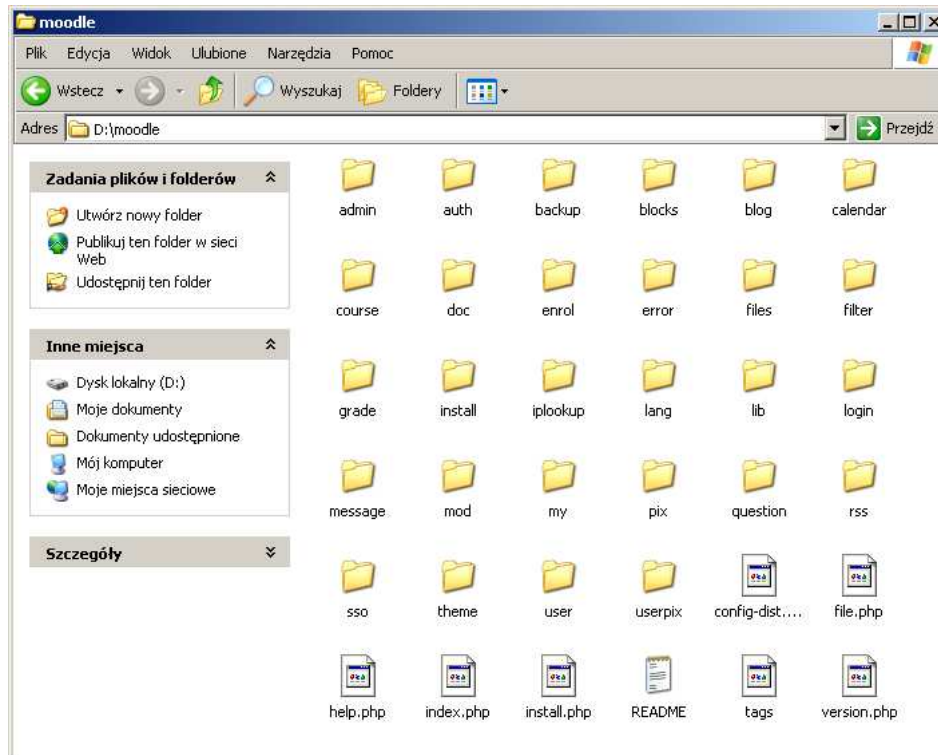 moodle
Plik Edycja Widok Ulubione Narzędzia Pomoc
Wstecz Wyszukaj Foldery
Adres D:\moodle Przejdź
Zadania plików i folderów
Utwórz nowy folder
Publikuj ten folder w sieci
Web
Udostępnij ten folder
Inne miejsca
Dysk lokalny (D:)
Moje dokumenty
Dokumenty udostępnione
Mój komputer
Moje miejsca sieciowe
Szczegóły
admin auth backup blocks blog calendar
course doc enrol error files filter
grade install iplookup lang lib login
message mod my pix question rss
sso theme user userpix config-dist.... file.php
help.php index.php install.php README tags version.php